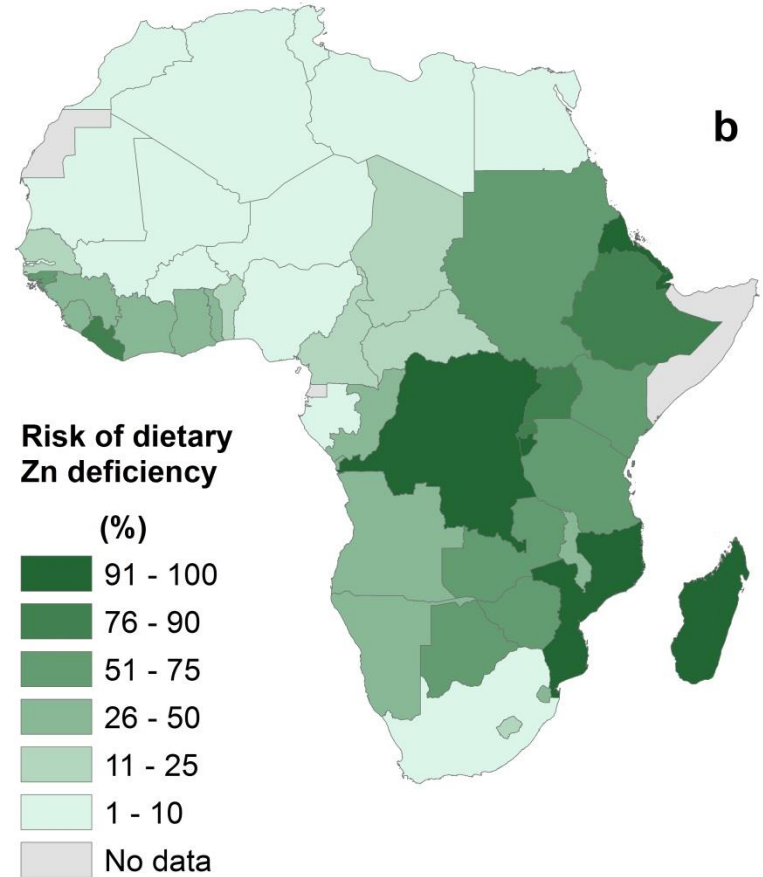 b
Risk of dietary
Zn deficiency
(%)
91 - 100
76 - 90
51 - 75
26 - 50
11 - 25
1 - 10
No data